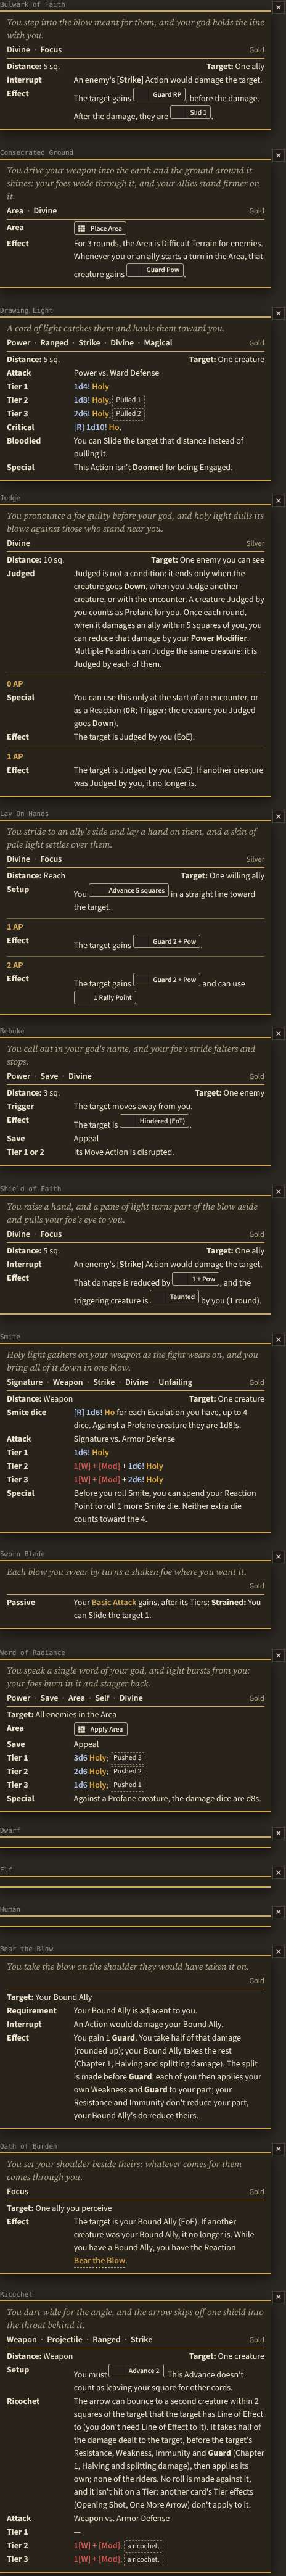 Bulwark of Faith
You step into the blow meant for them, and your god holds the line
with you.
Divine · Focus Gold
Distance: 5 sq. Target: One ally
Interrupt An enemy's [Strike] Action would damage the target.
Effect The target gains Guard RP, before the damage.
After the damage, they are Slid 1.
Consecrated Ground
You drive your weapon into the earth and the ground around it
shines: your foes wade through it, and your allies stand firmer on
it.
Area · Divine Gold
Area Place Area
Effect For 3 rounds, the Area is Difficult Terrain for enemies.
Whenever you or an ally starts a turn in the Area, that
creature gains Guard Pow.
Drawing Light
A cord of light catches them and hauls them toward you.
Power · Ranged · Strike · Divine · Magical Gold
Distance: 5 sq. Target: One creature
Attack Power vs. Ward Defense
Tier 1 1d4! Holy
Tier 2 1d8! Holy; Pulled 1
Tier 3 2d6! Holy; Pulled 2
Critical [R] 1d10! Ho.
Bloodied You can Slide the target that distance instead of
pulling it.
Special This Action isn't Doomed for being Engaged.
Judge
You pronounce a foe guilty before your god, and holy light dulls its
blows against those who stand near you.
Divine Silver
Distance: 10 sq. Target: One enemy you can see
Judged Judged is not a condition: it ends only when the
creature goes Down, when you Judge another
creature, or with the encounter. A creature Judged by
you counts as Profane for you. Once each round,
when it damages an ally within 5 squares of you, you
can reduce that damage by your Power Modifier.
Multiple Paladins can Judge the same creature: it is
Judged by each of them.
0 AP
Special You can use this only at the start of an encounter, or
as a Reaction (0R; Trigger: the creature you Judged
goes Down).
Effect The target is Judged by you (EoE).
1 AP
Effect The target is Judged by you (EoE). If another creature
was Judged by you, it no longer is.
Lay On Hands
You stride to an ally's side and lay a hand on them, and a skin of
pale light settles over them.
Divine · Focus Silver
Distance: Reach Target: One willing ally
Setup You Advance 5 squares in a straight line toward
the target.
1 AP
Effect The target gains Guard 2 + Pow.
2 AP
Effect The target gains Guard 2 + Pow and can use
1 Rally Point.
Rebuke
You call out in your god's name, and your foe's stride falters and
stops.
Power · Save · Divine Gold
Distance: 3 sq. Target: One enemy
Trigger The target moves away from you.
Effect The target is Hindered (EoT).
Save Appeal
Tier 1 or 2 Its Move Action is disrupted.
Shield of Faith
You raise a hand, and a pane of light turns part of the blow aside
and pulls your foe's eye to you.
Divine · Focus Gold
Distance: 5 sq. Target: One ally
Interrupt An enemy's [Strike] Action would damage the target.
Effect That damage is reduced by 1 + Pow, and the
triggering creature is Taunted by you (1 round).
Smite
Holy light gathers on your weapon as the fight wears on, and you
bring all of it down in one blow.
Signature · Weapon · Strike · Divine · Unfailing Gold
Distance: Weapon Target: One creature
Smite dice [R] 1d6! Ho for each Escalation you have, up to 4
dice. Against a Profane creature they are 1d8!s.
Attack Signature vs. Armor Defense
Tier 1 1d6! Holy
Tier 2 1[W] + [Mod] + 1d6! Holy
Tier 3 1[W] + [Mod] + 2d6! Holy
Special Before you roll Smite, you can spend your Reaction
Point to roll 1 more Smite die. Neither extra die
counts toward the 4.
Sworn Blade
Each blow you swear by turns a shaken foe where you want it.
Gold
Passive Your Basic Attack gains, after its Tiers: Strained: You
can Slide the target 1.
Word of Radiance
You speak a single word of your god, and light bursts from you:
your foes burn in it and stagger back.
Power · Save · Area · Self · Divine Gold
Target: All enemies in the Area
Area Apply Area
Save Appeal
Tier 1 3d6 Holy; Pushed 3
Tier 2 2d6 Holy; Pushed 2
Tier 3 1d6 Holy; Pushed 1
Special Against a Profane creature, the damage dice are d8s.
Dwarf
Elf
Human
Bear the Blow
You take the blow on the shoulder they would have taken it on.
Gold
Target: Your Bound Ally
Requirement Your Bound Ally is adjacent to you.
Interrupt An Action would damage your Bound Ally.
Effect You gain 1 Guard. You take half of that damage
(rounded up); your Bound Ally takes the rest
(Chapter 1, Halving and splitting damage). The split
is made before Guard: each of you then applies your
own Weakness and Guard to your part; your
Resistance and Immunity don't reduce your part,
your Bound Ally's do reduce theirs.
Oath of Burden
You set your shoulder beside theirs: whatever comes for them
comes through you.
Focus Gold
Target: One ally you perceive
Effect The target is your Bound Ally (EoE). If another
creature was your Bound Ally, it no longer is. While
you have a Bound Ally, you have the Reaction
Bear the Blow.
Ricochet
You dart wide for the angle, and the arrow skips off one shield into
the throat behind it.
Weapon · Projectile · Ranged · Strike Gold
Distance: Weapon Target: One creature
Setup You must Advance 2. This Advance doesn't
count as leaving your square for other cards.
Ricochet The arrow can bounce to a second creature within 2
squares of the target that the target has Line of Effect
to (you don't need Line of Effect to it). It takes half of
the damage dealt to the target, before the target's
Resistance, Weakness, Immunity and Guard (Chapter
1, Halving and splitting damage), then applies its
own; none of the riders. No roll is made against it,
and it isn't hit on a Tier: another card's Tier effects
(Opening Shot, One More Arrow) don't apply to it.
Attack Weapon vs. Armor Defense
Tier 1 —
Tier 2 1[W] + [Mod]; a ricochet.
Tier 3 1[W] + [Mod]; a ricochet.